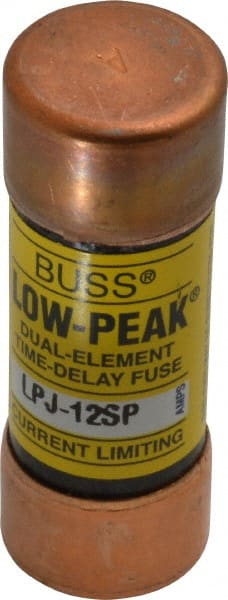 BUSS®
LOW-PEAK®
DUAL-ELEMENT
TIME-DELAY FUSE
LPJ-12SP AMPS
CURRENT LIMITING